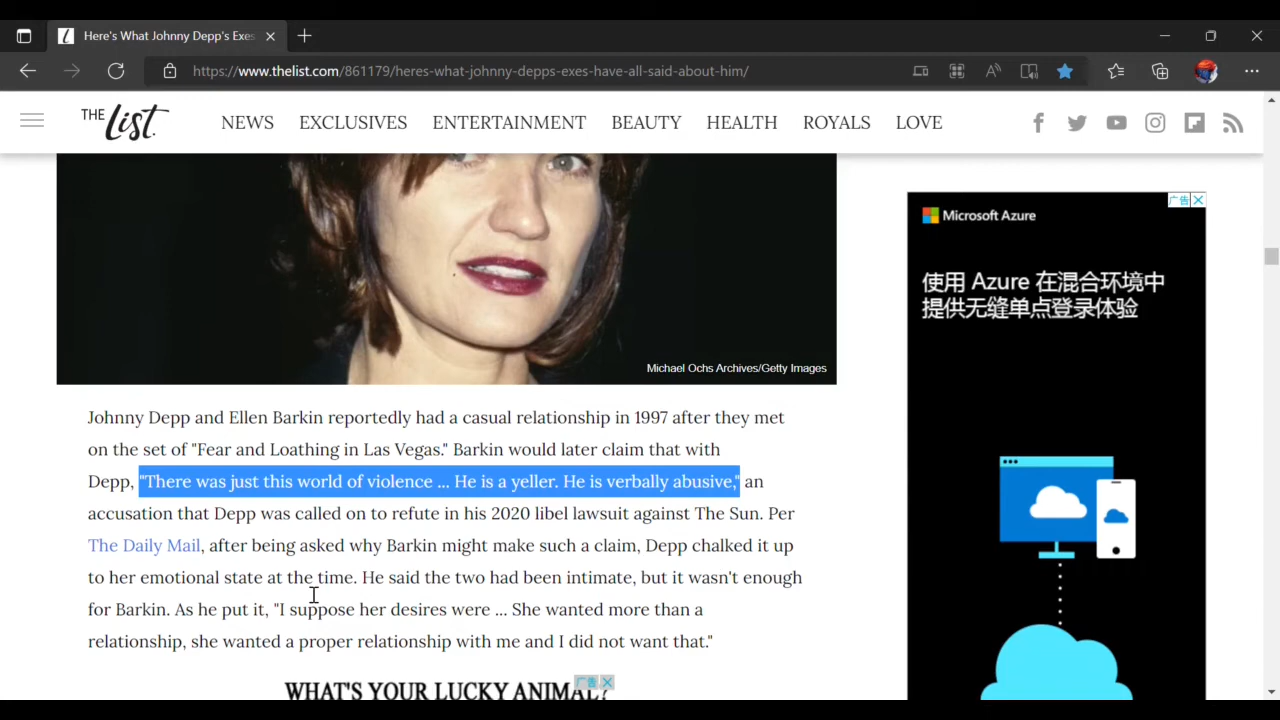 Here's What Johnny Depp's Exes
https://www.thelist.com/861179/heres-what-johnny-depps-exes-have-all-said-about-him/
THE List.
NEWS EXCLUSIVES ENTERTAINMENT BEAUTY HEALTH ROYALS LOVE
Michael Ochs Archives/Getty Images
Johnny Depp and Ellen Barkin reportedly had a casual relationship in 1997 after they met
on the set of "Fear and Loathing in Las Vegas." Barkin would later claim that with
Depp, "There was just this world of violence ... He is a yeller. He is verbally abusive," an
accusation that Depp was called on to refute in his 2020 libel lawsuit against The Sun. Per
The Daily Mail, after being asked why Barkin might make such a claim, Depp chalked it up
to her emotional state at the time. He said the two had been intimate, but it wasn't enough
for Barkin. As he put it, "I suppose her desires were ... She wanted more than a
relationship, she wanted a proper relationship with me and I did not want that."
WHAT'S YOUR LUCKY ANIMAL?
广告
广告
Microsoft Azure
使用 Azure 在混合环境中
提供无缝单点登录体验